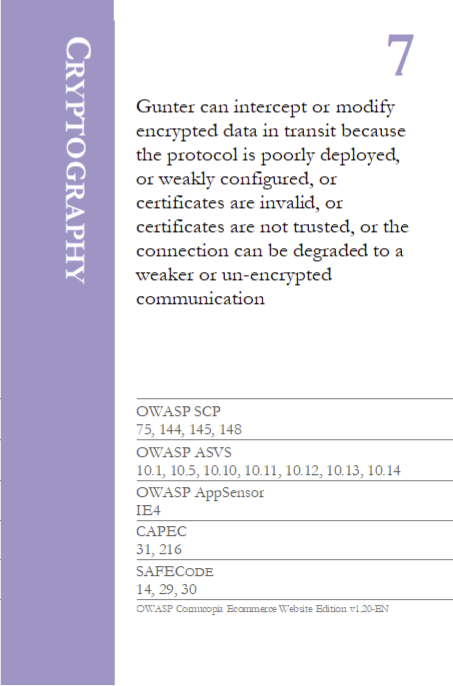 CRYPTOGRAPHY
7
Gunter can intercept or modify
encrypted data in transit because
the protocol is poorly deployed,
or weakly configured, or
certificates are invalid, or
certificates are not trusted, or the
connection can be degraded to a
weaker or un-encrypted
communication
OWASP SCP
75, 144, 145, 148
OWASP ASVS
10.1, 10.5, 10.10, 10.11, 10.12, 10.13, 10.14
OWASP AppSensor
IE4
CAPEC
31, 216
SAFECODE
14, 29, 30
OWASP Cornucopia Ecommerce Website Edition v1.20-EN